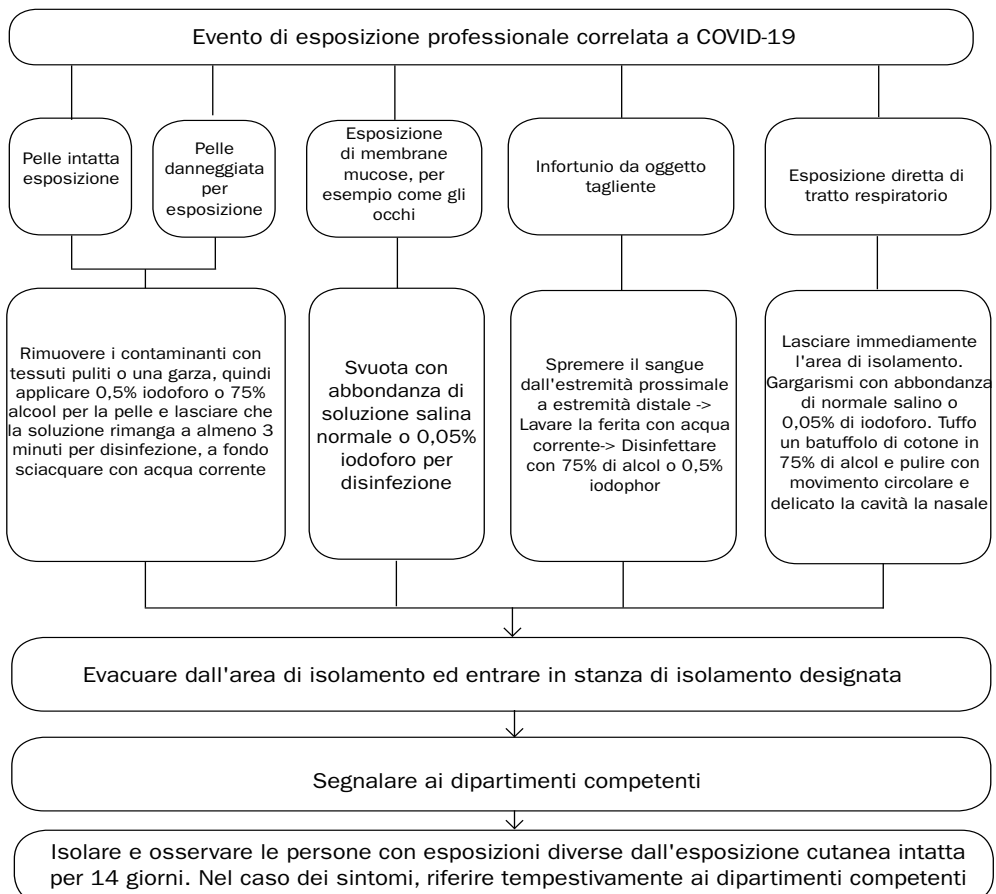 Evento di esposizione professionale correlata a COVID-19
Pelle intatta
esposizione
Pelle
danneggiata
per
esposizione
Esposizione
di membrane
mucose, per
esempio come gli
occhi
Infortunio da oggetto
tagliente
Esposizione diretta di
tratto respiratorio
Rimuovere i contaminanti con
tessuti puliti o una garza, quindi
applicare 0,5% iodoforo o 75%
alcool per la pelle e lasciare che
la soluzione rimanga a almeno 3
minuti per disinfezione, a fondo
sciacquare con acqua corrente
Svuota con
abbondanza di
soluzione salina
normale o 0,05%
iodoforo per
disinfezione
Spremere il sangue
dall'estremità prossimale
a estremità distale ->
Lavare la ferita con acqua
corrente-> Disinfettare
con 75% di alcol o 0,5%
iodophor
Lasciare immediatamente
l'area di isolamento.
Gargarismi con abbondanza
di normale salino o
0,05% di iodoforo. Tuffo
un batuffolo di cotone in
75% di alcol e pulire con
movimento circolare e
delicato la cavità la nasale
Evacuare dall'area di isolamento ed entrare in stanza di isolamento designata
Segnalare ai dipartimenti competenti
Isolare e osservare le persone con esposizioni diverse dall'esposizione cutanea intatta
per 14 giorni. Nel caso dei sintomi, riferire tempestivamente ai dipartimenti competenti